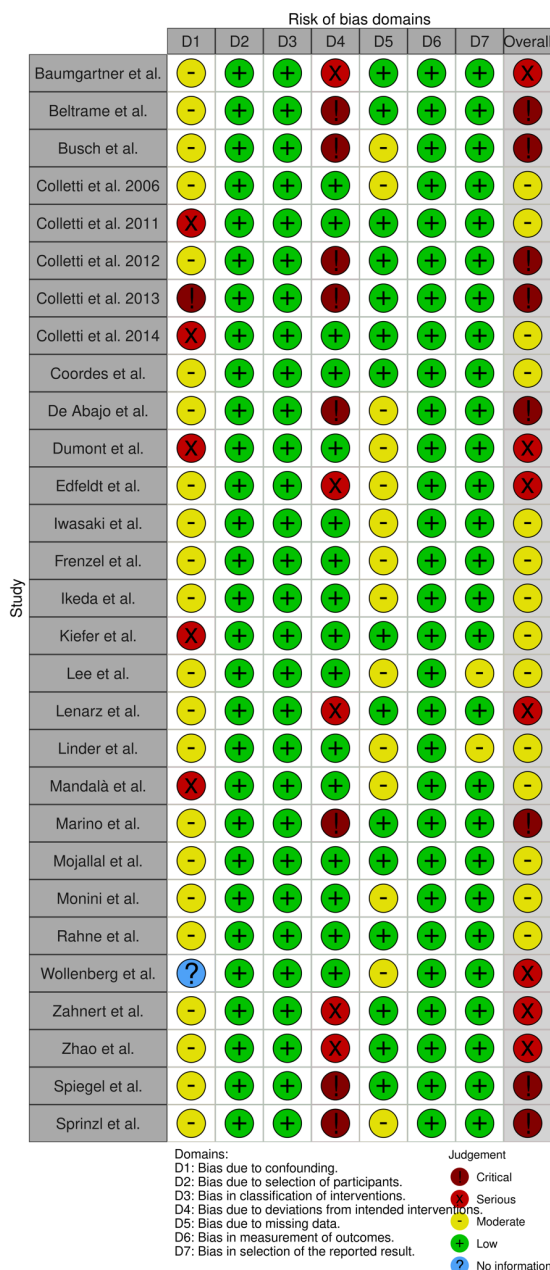 Risk of bias domains
D1 D2 D3 D4 D5 D6 D7 Overall
Study
Baumgartner et al. - + + X + + + X
Beltrame et al. - + + ! + + + !
Busch et al. - + + ! - + + !
Colletti et al. 2006 - + + + - + + -
Colletti et al. 2011 X + + + + + + -
Colletti et al. 2012 - + + ! + + + !
Colletti et al. 2013 ! + + ! + + + !
Colletti et al. 2014 X + + + + + + -
Coordes et al. - + + + + + + -
De Abajo et al. - + + ! - + + !
Dumont et al. X + + + - + + X
Edfeldt et al. - + + X - + + X
Iwasaki et al. - + + + - + + -
Frenzel et al. - + + + - + + -
Ikeda et al. - + + + - + + -
Kiefer et al. X + + + + + + -
Lee et al. - + + + - + - -
Lenarz et al. - + + X + + + X
Linder et al. - + + + - + - -
Mandalà et al. X + + + - + + -
Marino et al. - + + ! + + + !
Mojallal et al. - + + + + + + -
Monini et al. - + + + - + + -
Rahne et al. - + + + + + + -
Wollenberg et al. ? + + + - + + X
Zahnert et al. - + + X + + + X
Zhao et al. - + + X + + + X
Spiegel et al. - + + ! + + + !
Sprinzl et al. - + + ! - + + !
Domains:
D1: Bias due to confounding.
D2: Bias due to selection of participants.
D3: Bias in classification of interventions.
D4: Bias due to deviations from intended interventions.
D5: Bias due to missing data.
D6: Bias in measurement of outcomes.
D7: Bias in selection of the reported result.
Judgement
! Critical
X Serious
- Moderate
+ Low
? No information